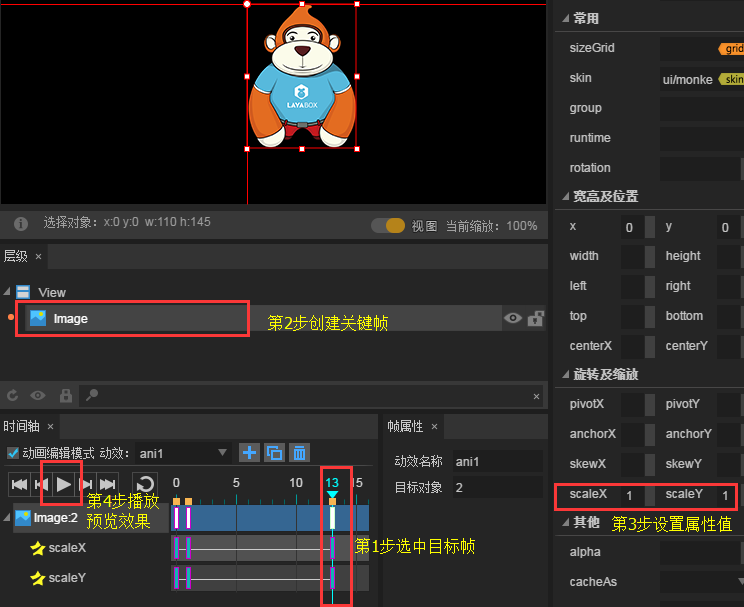 LAYABOX
选择对象: x:0 y:0 w:110 h:145
视图 当前缩放: 100%
层级 ×
View
Image
第2步创建关键帧
×
时间轴 ×
动画编辑模式 动效: ani1
0 5 10 13 15
第4步播放
预览效果
Image:2
scaleX
scaleY
第1步选中目标帧
帧属性 ×
动效名称 ani1
目标对象 2
常用
sizeGrid grid
skin ui/monke skin
group
runtime
rotation
宽高及位置
x 0 y 0
width height
left right
top bottom
centerX centerY
旋转及缩放
pivotX pivotY
anchorX anchorY
skewX skewY
scaleX 1 scaleY 1
其他 第3步设置属性值
alpha
cacheAs